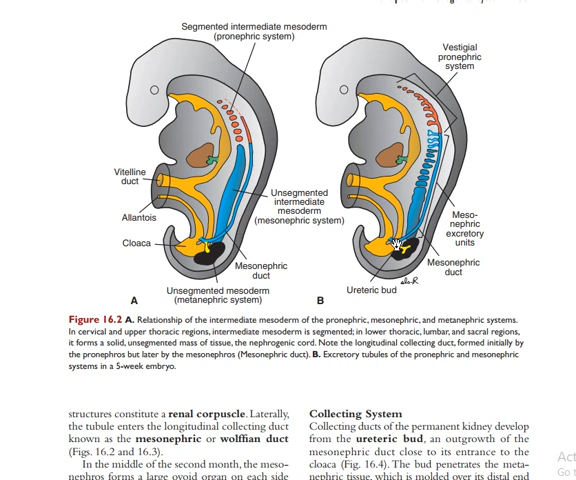 Segmented intermediate mesoderm
(pronephric system)
Vestigial
pronephric
system
Vitelline
duct
Allantois
Cloaca
Unsegmented
intermediate
mesoderm
(mesonephric system)
Mesonephric
duct
Unsegmented mesoderm
(metanephric system)
A
Meso-
nephric
excretory
units
Mesonephric
duct
Ureteric bud
B
Figure 16.2 A. Relationship of the intermediate mesoderm of the pronephric, mesonephric, and metanephric systems.
In cervical and upper thoracic regions, intermediate mesoderm is segmented; in lower thoracic, lumbar, and sacral regions,
it forms a solid, unsegmented mass of tissue, the nephrogenic cord. Note the longitudinal collecting duct, formed initially by
the pronephros but later by the mesonephros (Mesonephric duct). B. Excretory tubules of the pronephric and mesonephric
systems in a 5-week embryo.
structures constitute a renal corpuscle. Laterally,
the tubule enters the longitudinal collecting duct
known as the mesonephric or wolffian duct
(Figs. 16.2 and 16.3).
In the middle of the second month, the meso-
nephros forms a large ovoid organ on each side
Collecting System
Collecting ducts of the permanent kidney develop
from the ureteric bud, an outgrowth of the
mesonephric duct close to its entrance to the
cloaca (Fig. 16.4). The bud penetrates the meta-
nephric tissue, which is molded over its distal end